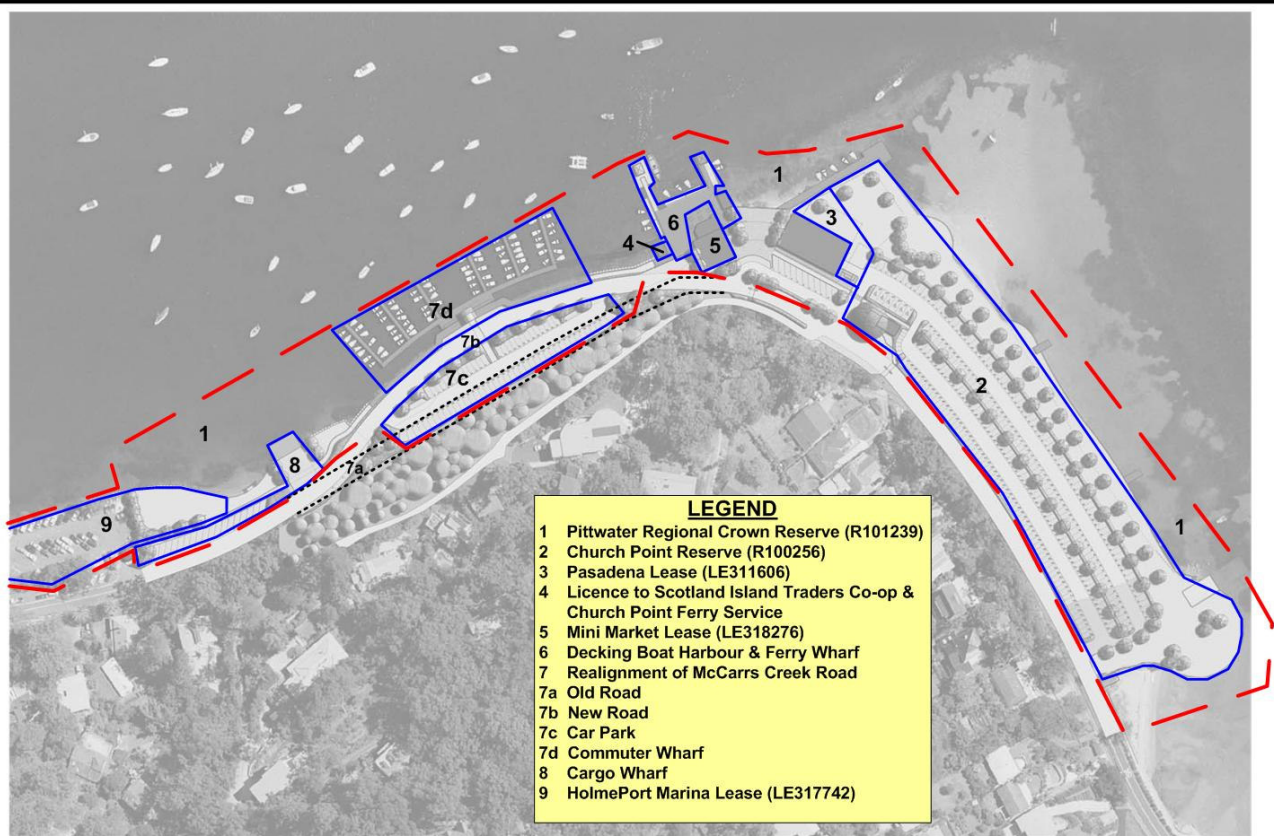 1
6
3
4
5
7d
7b
7c
2
1
8
7a
9
1
LEGEND
1 Pittwater Regional Crown Reserve (R101239)
2 Church Point Reserve (R100256)
3 Pasadena Lease (LE311606)
4 Licence to Scotland Island Traders Co-op &
Church Point Ferry Service
5 Mini Market Lease (LE318276)
6 Decking Boat Harbour & Ferry Wharf
7 Realignment of McCarrs Creek Road
7a Old Road
7b New Road
7c Car Park
7d Commuter Wharf
8 Cargo Wharf
9 HolmePort Marina Lease (LE317742)